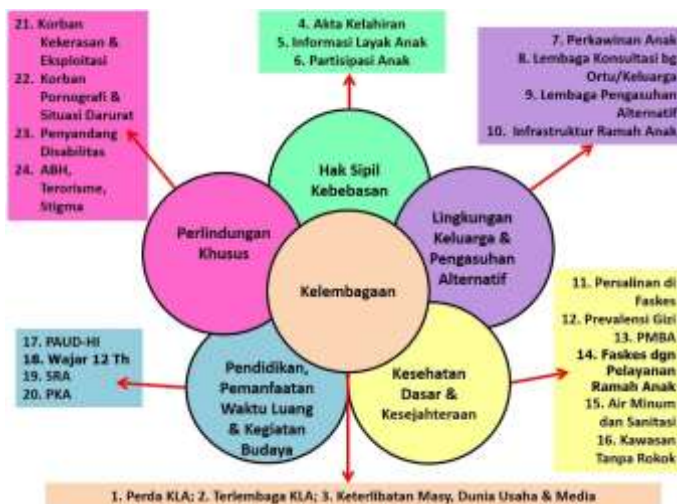 21. Korban
Kekerasan &
Eksploitasi
22. Korban
Pornografi &
Situasi Darurat
23. Penyandang
Disabilitas
24. ABH,
Terorisme,
Stigma
4. Akta Kelahiran
5. Informasi Layak Anak
6. Partisipasi Anak
7. Perkawinan Anak
8. Lembaga Konsultasi bg
Ortu/Keluarga
9. Lembaga Pengasuhan
Alternatif
10. Infrastruktur Ramah Anak
Hak Sipil
Kebebasan
Perlindungan
Khusus
Lingkungan
Keluarga &
Pengasuhan
Alternatif
Kelembagaan
Pendidikan,
Pemanfaatan
Waktu Luang
& Kegiatan
Budaya
Kesehatan
Dasar &
Kesejahteraan
17. PAUD-HI
18. Wajar 12 Th
19. SRA
20. PKA
11. Persalinan di
Faskes
12. Prevalensi Gizi
13. PMBA
14. Faskes dgn
Pelayanan
Ramah Anak
15. Air Minum
dan Sanitasi
16. Kawasan
Tanpa Rokok
1. Perda KLA; 2. Terlembaga KLA; 3. Keterlibatan Masy, Dunia Usaha & Media